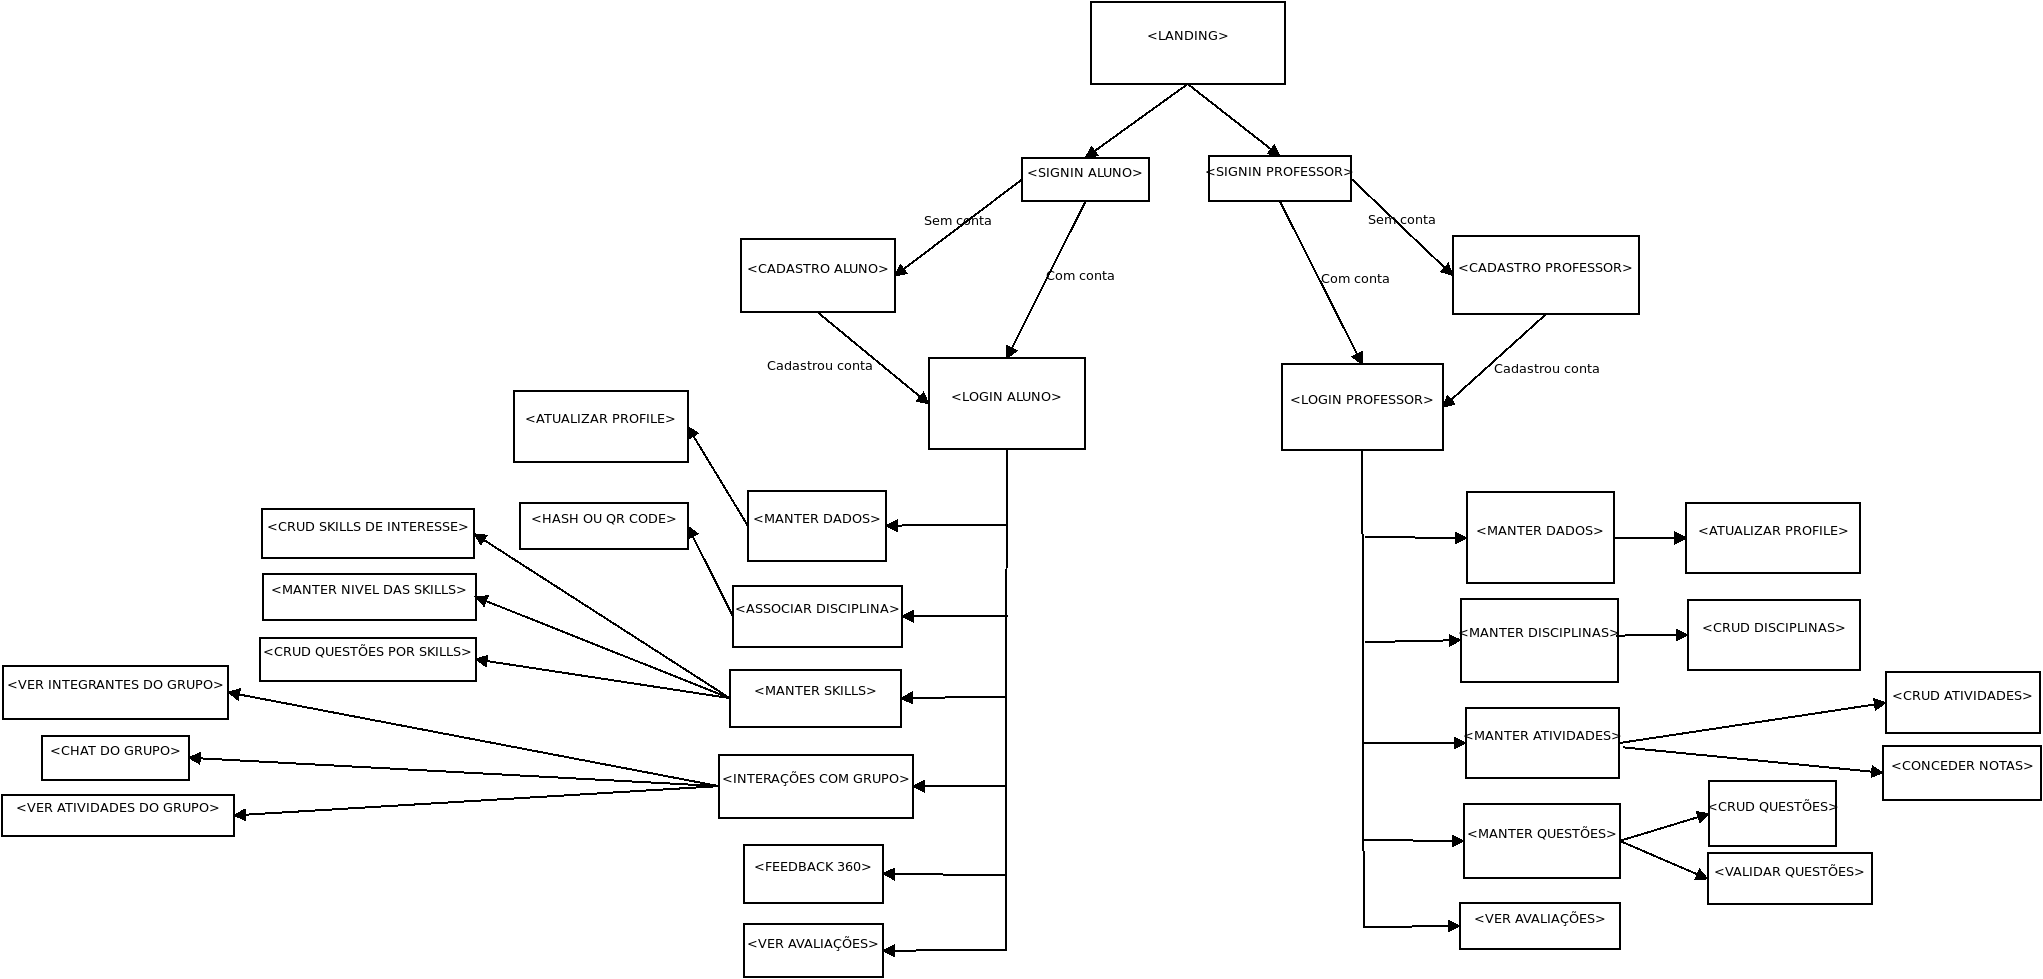 <LANDING>
<SIGNIN ALUNO>
<SIGNIN PROFESSOR>
Sem conta
Sem conta
<CADASTRO ALUNO>
Com conta
Com conta
<CADASTRO PROFESSOR>
Cadastrou conta
<LOGIN ALUNO>
<LOGIN PROFESSOR>
Cadastrou conta
<ATUALIZAR PROFILE>
<CRUD SKILLS DE INTERESSE>
<HASH OU QR CODE>
<MANTER DADOS>
<MANTER DADOS>
<ATUALIZAR PROFILE>
<MANTER NIVEL DAS SKILLS>
<ASSOCIAR DISCIPLINA>
<MANTER DISCIPLINAS>
<CRUD DISCIPLINAS>
<CRUD QUESTÕES POR SKILLS>
<VER INTEGRANTES DO GRUPO>
<MANTER SKILLS>
<CRUD ATIVIDADES>
<CHAT DO GRUPO>
<MANTER ATIVIDADES>
<INTERAÇÕES COM GRUPO>
<CONCEDER NOTAS>
<VER ATIVIDADES DO GRUPO>
<CRUD QUESTÕES>
<MANTER QUESTÕES>
<FEEDBACK 360>
<VALIDAR QUESTÕES>
<VER AVALIAÇÕES>
<VER AVALIAÇÕES>